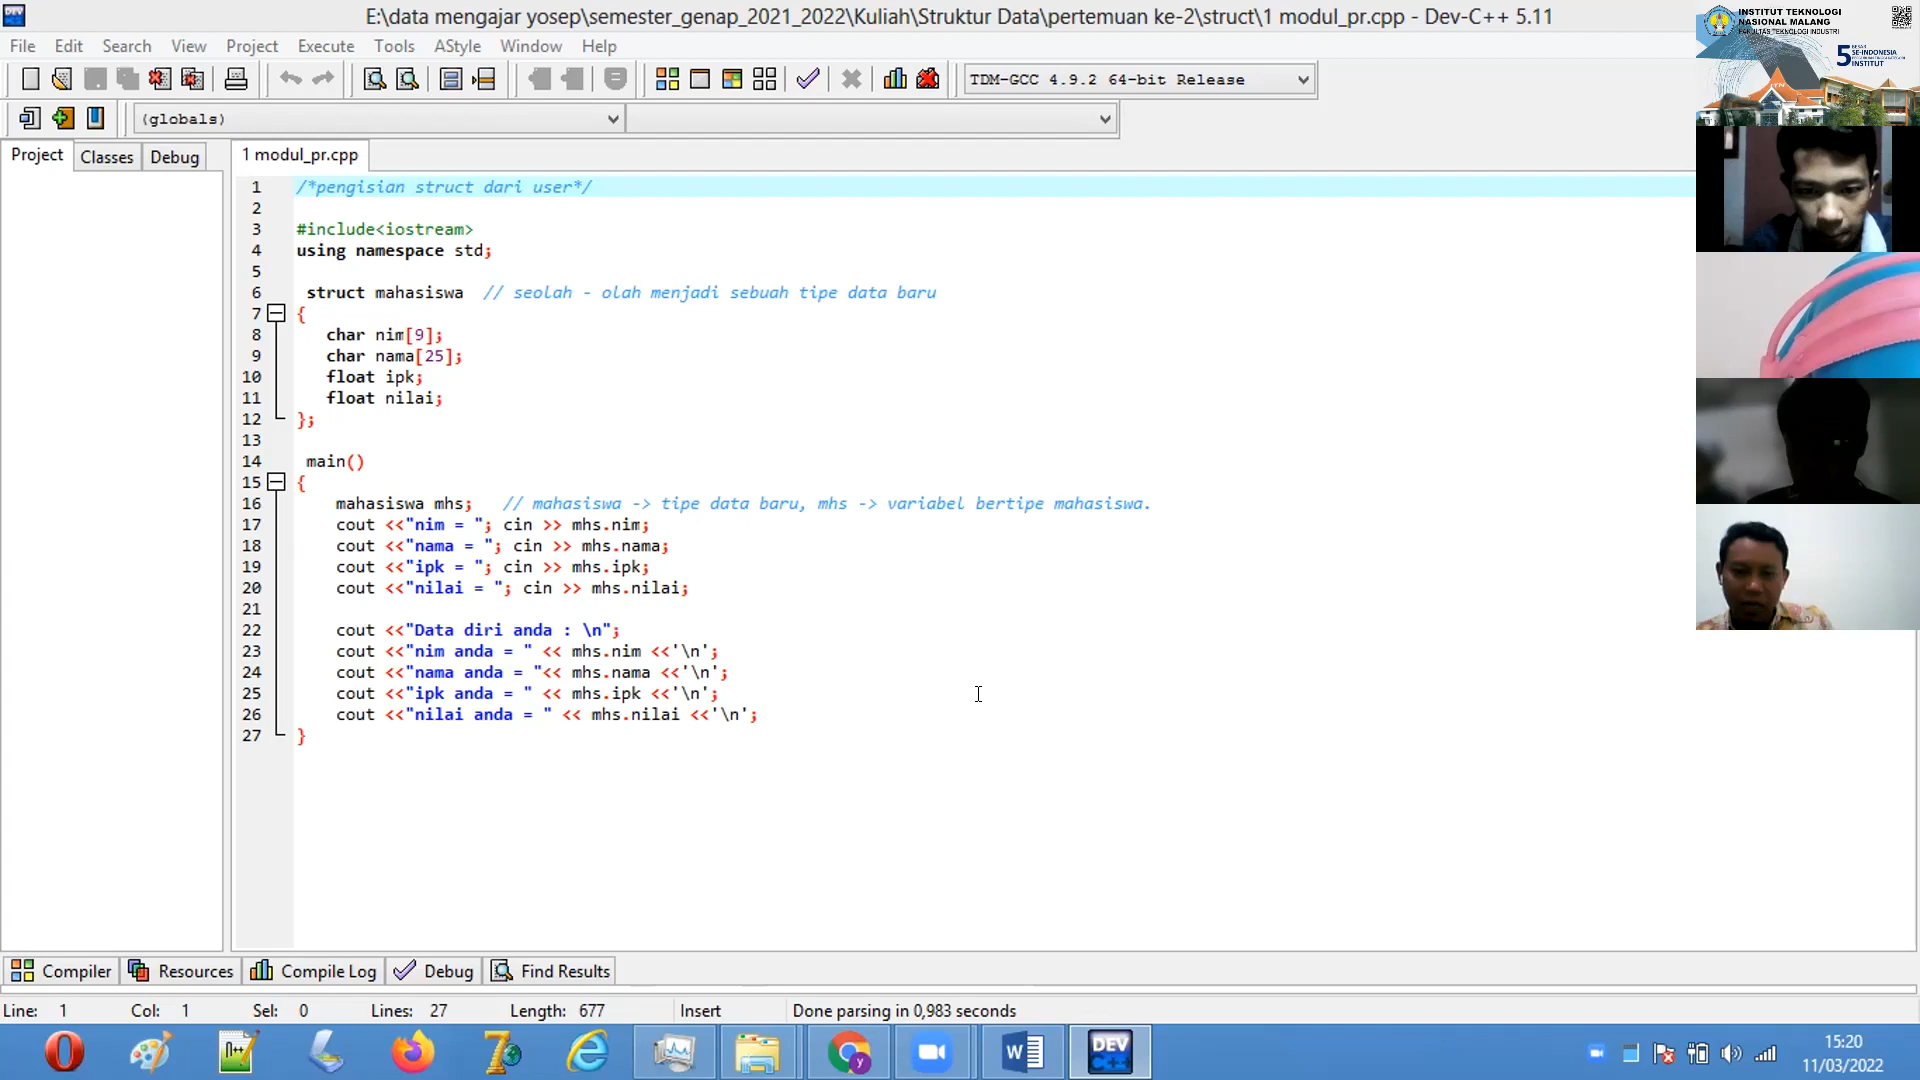 E:\data mengajar yosep\semester_genap_2021_2022\Kuliah\Struktur Data\pertemuan ke-2\struct\1 modul_pr.cpp - Dev-C++ 5.11
File Edit Search View Project Execute Tools AStyle Window Help
TDM-GCC 4.9.2 64-bit Release
(globals)
Project Classes Debug
1 modul_pr.cpp
1 /*pengisian struct dari user*/
2
3 #include<iostream>
4 using namespace std;
5
6 struct mahasiswa // seolah - olah menjadi sebuah tipe data baru
7 {
8 char nim[9];
9 char nama[25];
10 float ipk;
11 float nilai;
12 };
13
14 main()
15 {
16 mahasiswa mhs; // mahasiswa -> tipe data baru, mhs -> variabel bertipe mahasiswa.
17 cout <<"nim = "; cin >> mhs.nim;
18 cout <<"nama = "; cin >> mhs.nama;
19 cout <<"ipk = "; cin >> mhs.ipk;
20 cout <<"nilai = "; cin >> mhs.nilai;
21
22 cout <<"Data diri anda : \n";
23 cout <<"nim anda = " << mhs.nim <<'\n';
24 cout <<"nama anda = "<< mhs.nama <<'\n';
25 cout <<"ipk anda = " << mhs.ipk <<'\n';
26 cout <<"nilai anda = " << mhs.nilai <<'\n';
27 }
Compiler Resources Compile Log Debug Find Results
Line: 1 Col: 1 Sel: 0 Lines: 27 Length: 677 Insert Done parsing in 0,983 seconds
DEV C++
15:20
11/03/2022
INSTITUT TEKNOLOGI
NASIONAL MALANG
FAKULTAS TEKNOLOGI INDUSTRI
5 BESAR
SE-INDONESIA
INSTITUT